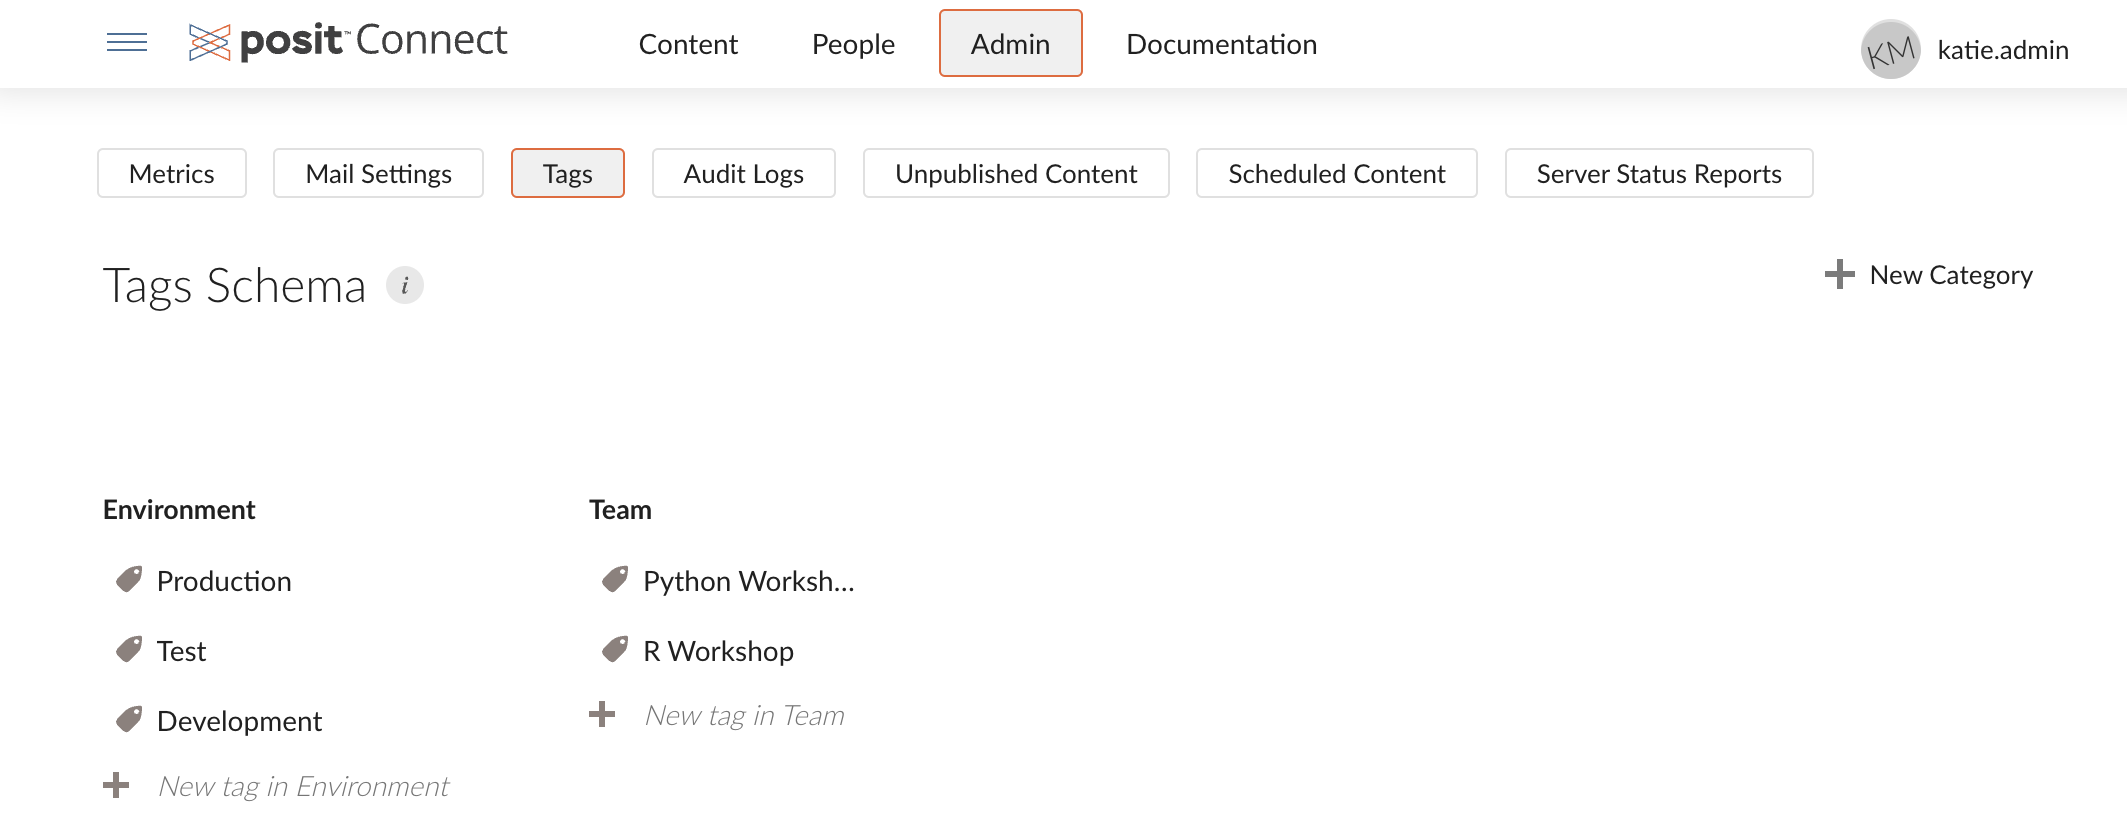 posit™ Connect Content People Admin Documentation KM katie.admin
Metrics Mail Settings Tags Audit Logs Unpublished Content Scheduled Content Server Status Reports
Tags Schema i New Category
Environment
Production
Test
Development
New tag in Environment
Team
Python Worksh...
R Workshop
New tag in Team